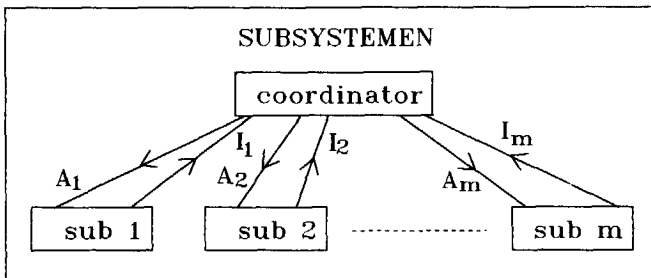 SUBSYSTEMEN
coordinator
A1 I1 A2 I2 Am Im
sub 1 sub 2 sub m